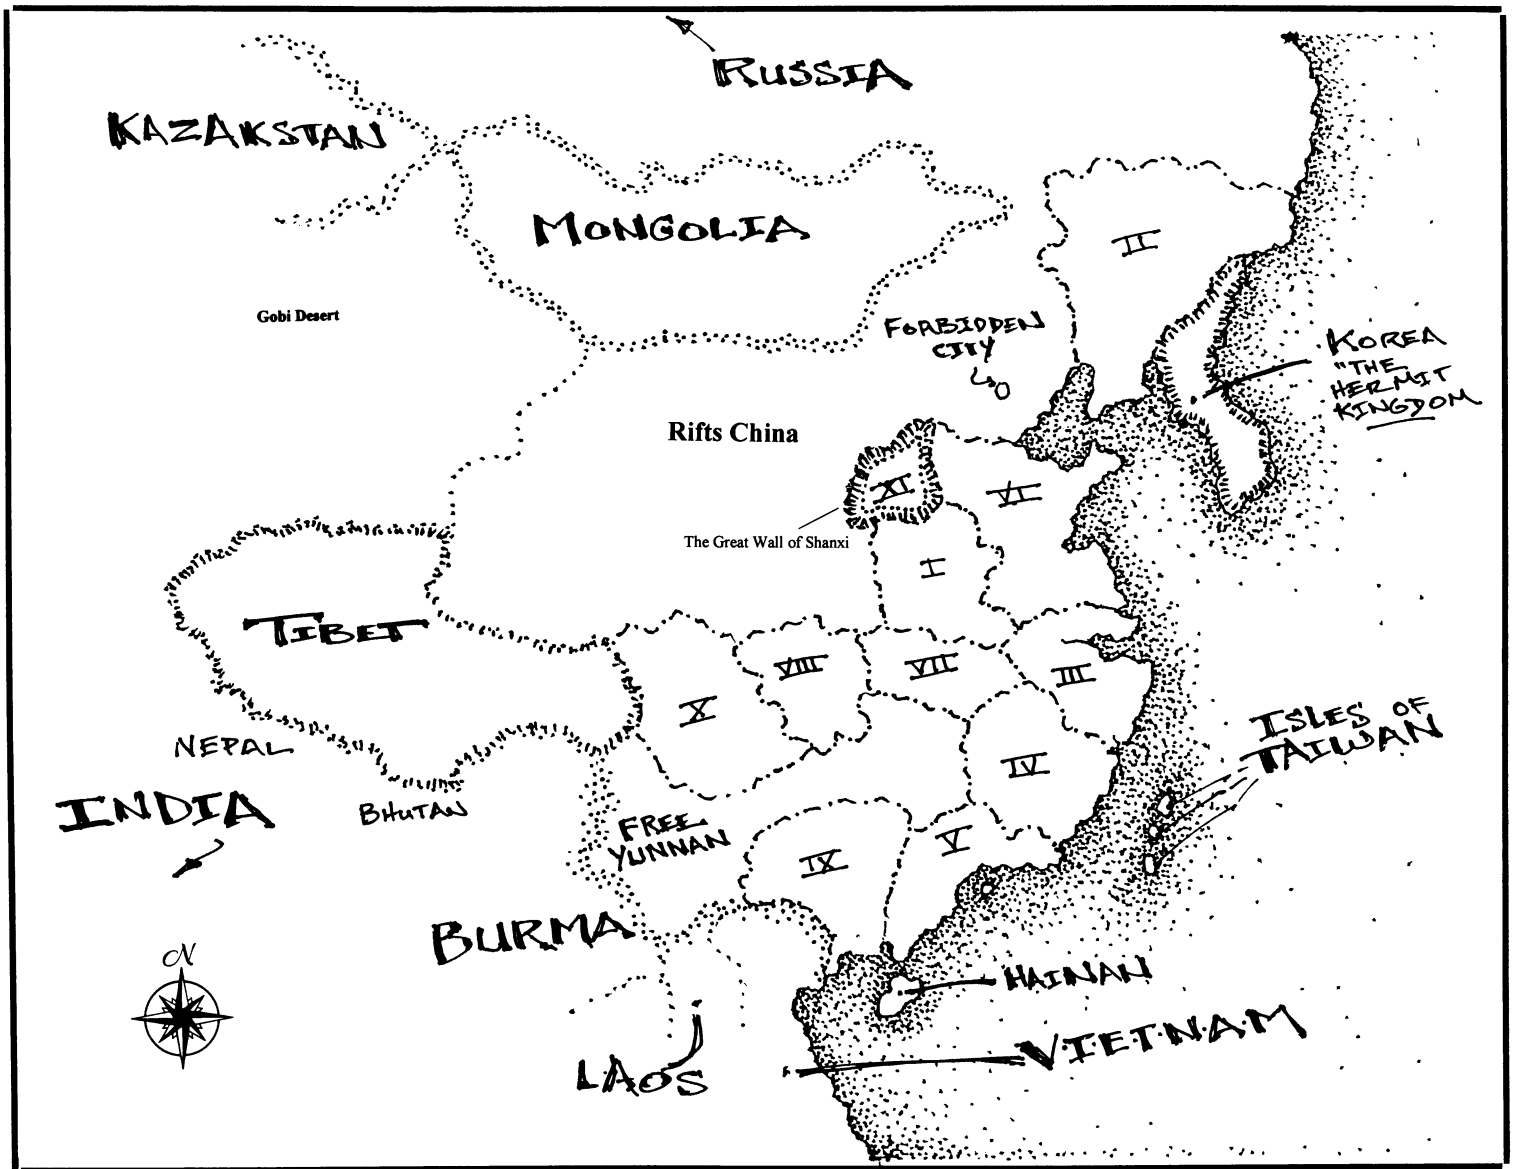 RUSSIA
KAZAKSTAN
MONGOLIA
II
Gobi Desert
FORBIDDEN
CITY
KOREA
"THE
HERMIT
KINGDOM
Rifts China
XI
VI
The Great Wall of Shanxi
I
TIBET
VIII
VII
III
X
NEPAL
ISLES OF
TAIWAN
IV
INDIA
BHUTAN
FREE
YUNNAN
V
IX
BURMA
N
HAINAN
V·I·E·T·N·A·M
LAOS